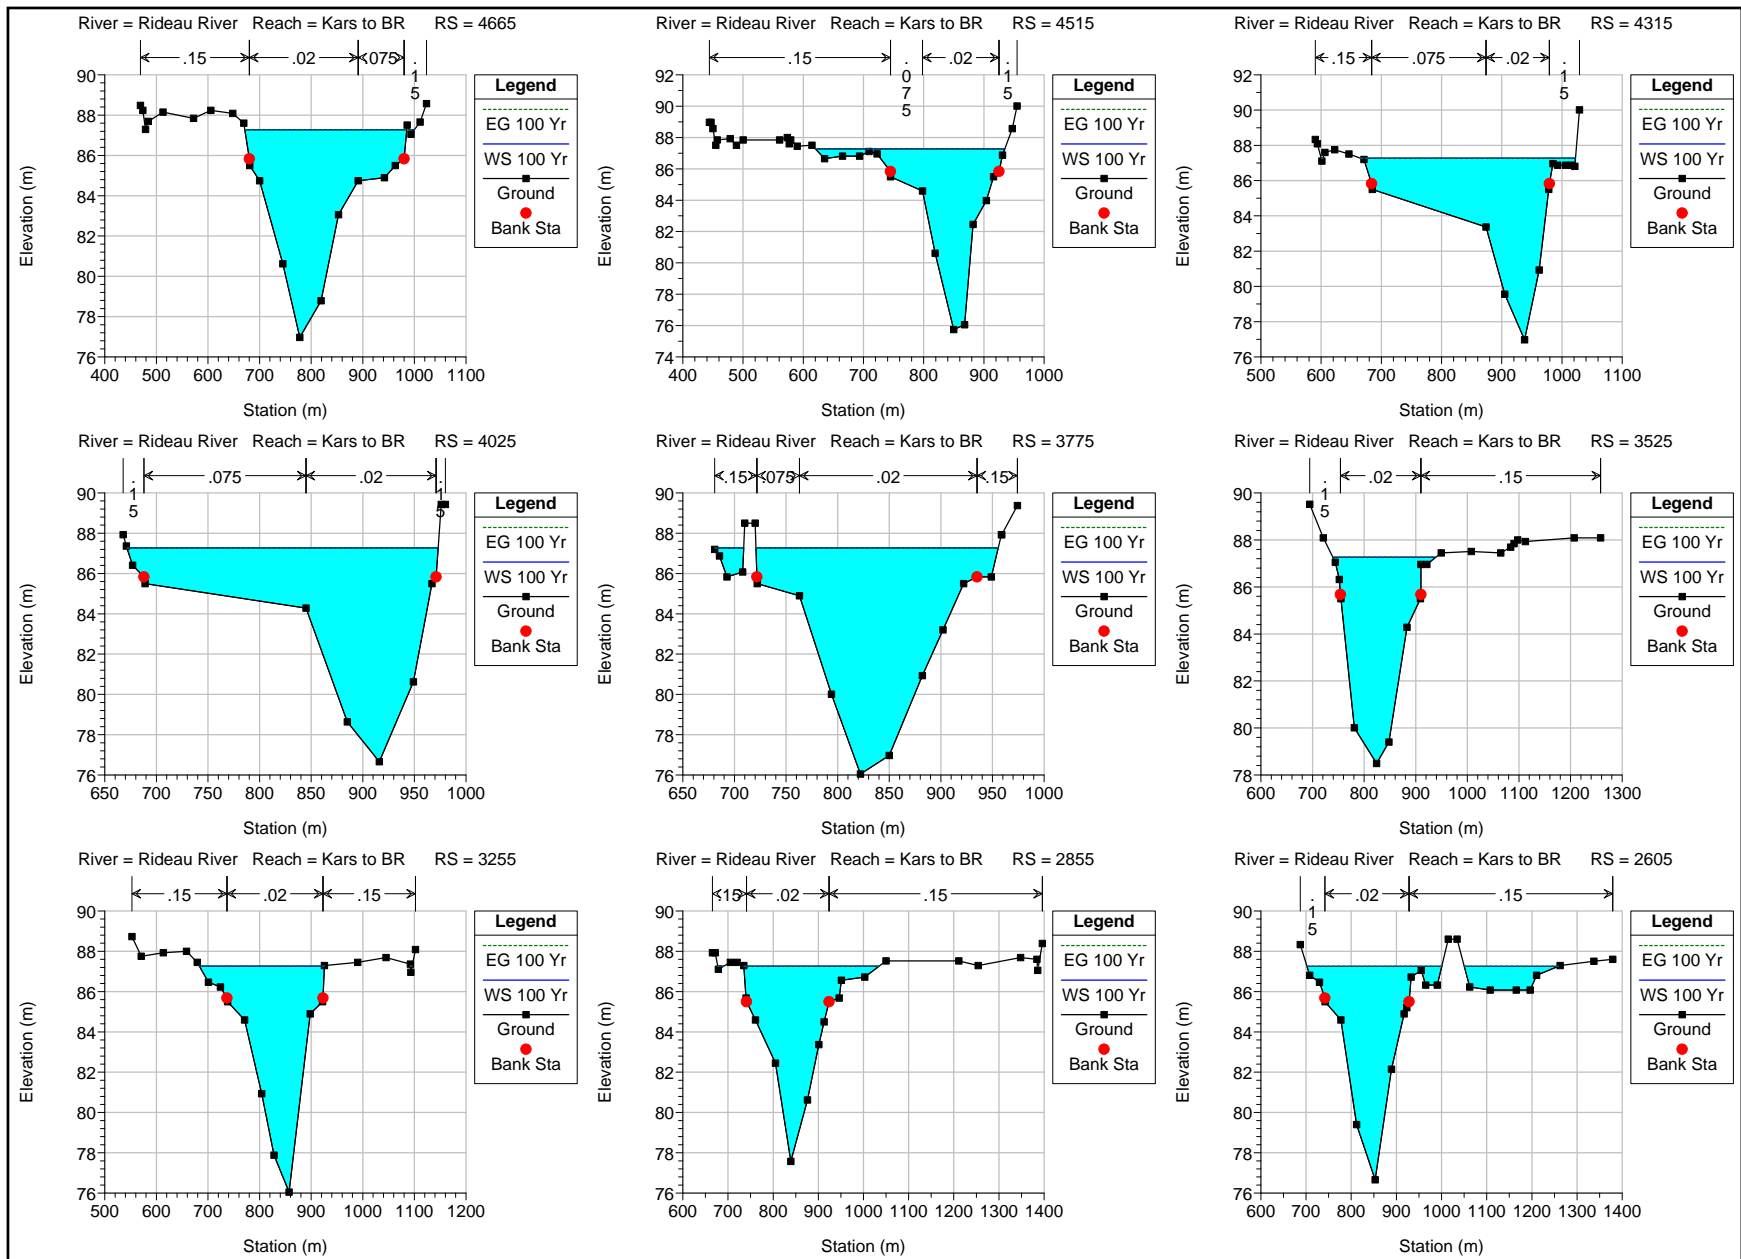 River = Rideau River Reach = Kars to BR RS = 4665
.15 .02 .075 .15
Legend
EG 100 Yr
WS 100 Yr
Ground
Bank Sta
Elevation (m)
90
88
86
84
82
80
78
76
400 500 600 700 800 900 1000 1100
Station (m)
River = Rideau River Reach = Kars to BR RS = 4515
.15 .075 .02 .15
Legend
EG 100 Yr
WS 100 Yr
Ground
Bank Sta
Elevation (m)
92
90
88
86
84
82
80
78
76
74
400 500 600 700 800 900 1000
Station (m)
River = Rideau River Reach = Kars to BR RS = 4315
.15 .075 .02 .15
Legend
EG 100 Yr
WS 100 Yr
Ground
Bank Sta
Elevation (m)
92
90
88
86
84
82
80
78
76
500 600 700 800 900 1000 1100
Station (m)
River = Rideau River Reach = Kars to BR RS = 4025
.15 .075 .02 .15
Legend
EG 100 Yr
WS 100 Yr
Ground
Bank Sta
Elevation (m)
90
88
86
84
82
80
78
76
650 700 750 800 850 900 950 1000
Station (m)
River = Rideau River Reach = Kars to BR RS = 3775
.15 .075 .02 .15
Legend
EG 100 Yr
WS 100 Yr
Ground
Bank Sta
Elevation (m)
90
88
86
84
82
80
78
76
650 700 750 800 850 900 950 1000
Station (m)
River = Rideau River Reach = Kars to BR RS = 3525
.15 .02 .15
Legend
EG 100 Yr
WS 100 Yr
Ground
Bank Sta
Elevation (m)
90
88
86
84
82
80
78
600 700 800 900 1000 1100 1200 1300
Station (m)
River = Rideau River Reach = Kars to BR RS = 3255
.15 .02 .15
Legend
EG 100 Yr
WS 100 Yr
Ground
Bank Sta
Elevation (m)
90
88
86
84
82
80
78
76
500 600 700 800 900 1000 1100 1200
Station (m)
River = Rideau River Reach = Kars to BR RS = 2855
.15 .02 .15
Legend
EG 100 Yr
WS 100 Yr
Ground
Bank Sta
Elevation (m)
90
88
86
84
82
80
78
76
600 700 800 900 1000 1100 1200 1300 1400
Station (m)
River = Rideau River Reach = Kars to BR RS = 2605
.15 .02 .15
Legend
EG 100 Yr
WS 100 Yr
Ground
Bank Sta
Elevation (m)
90
88
86
84
82
80
78
76
600 700 800 900 1000 1100 1200 1300 1400
Station (m)